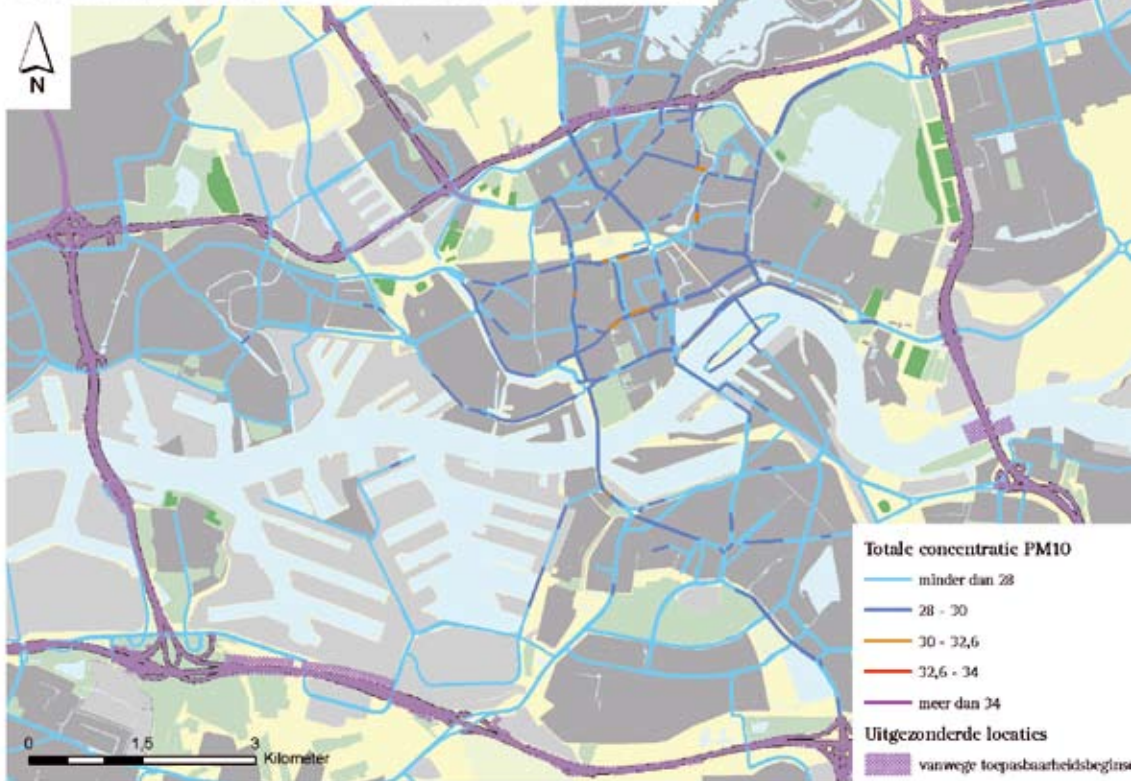 N
Totale concentratie PM10
minder dan 28
28 - 30
30 - 32,6
32,6 - 34
meer dan 34
Uitgezonderde locaties
vanwege toepasbaarheidsbeginse
0 1,5 3
Kilometer